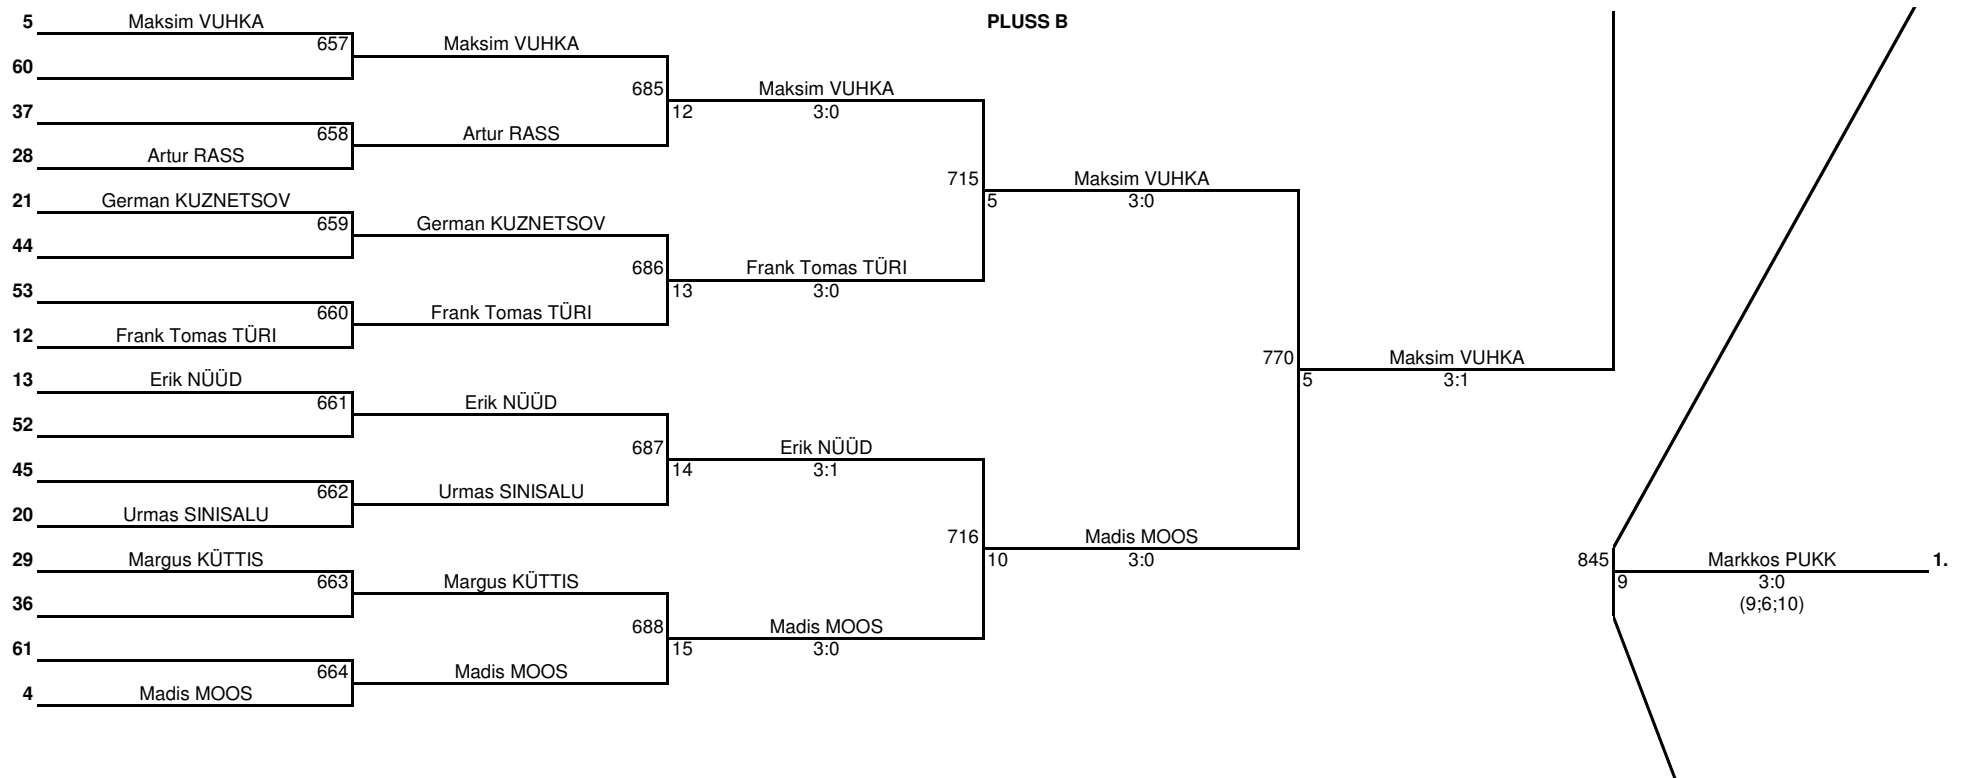 5 Maksim VUHKA PLUSS B
657 Maksim VUHKA
60
685 Maksim VUHKA
37 12 3:0
658 Artur RASS
28 Artur RASS
715 Maksim VUHKA
21 German KUZNETSOV 5 3:0
659 German KUZNETSOV
44
686 Frank Tomas TÜRI
53 13 3:0
660 Frank Tomas TÜRI
12 Frank Tomas TÜRI
770 Maksim VUHKA
13 Erik NÜÜD 5 3:1
661 Erik NÜÜD
52
687 Erik NÜÜD
45 14 3:1
662 Urmas SINISALU
20 Urmas SINISALU
716 Madis MOOS
29 Margus KÜTTIS 10 3:0 845 Markkos PUKK 1.
663 Margus KÜTTIS 9 3:0
36 (9;6;10)
688 Madis MOOS
61 15 3:0
664 Madis MOOS
4 Madis MOOS